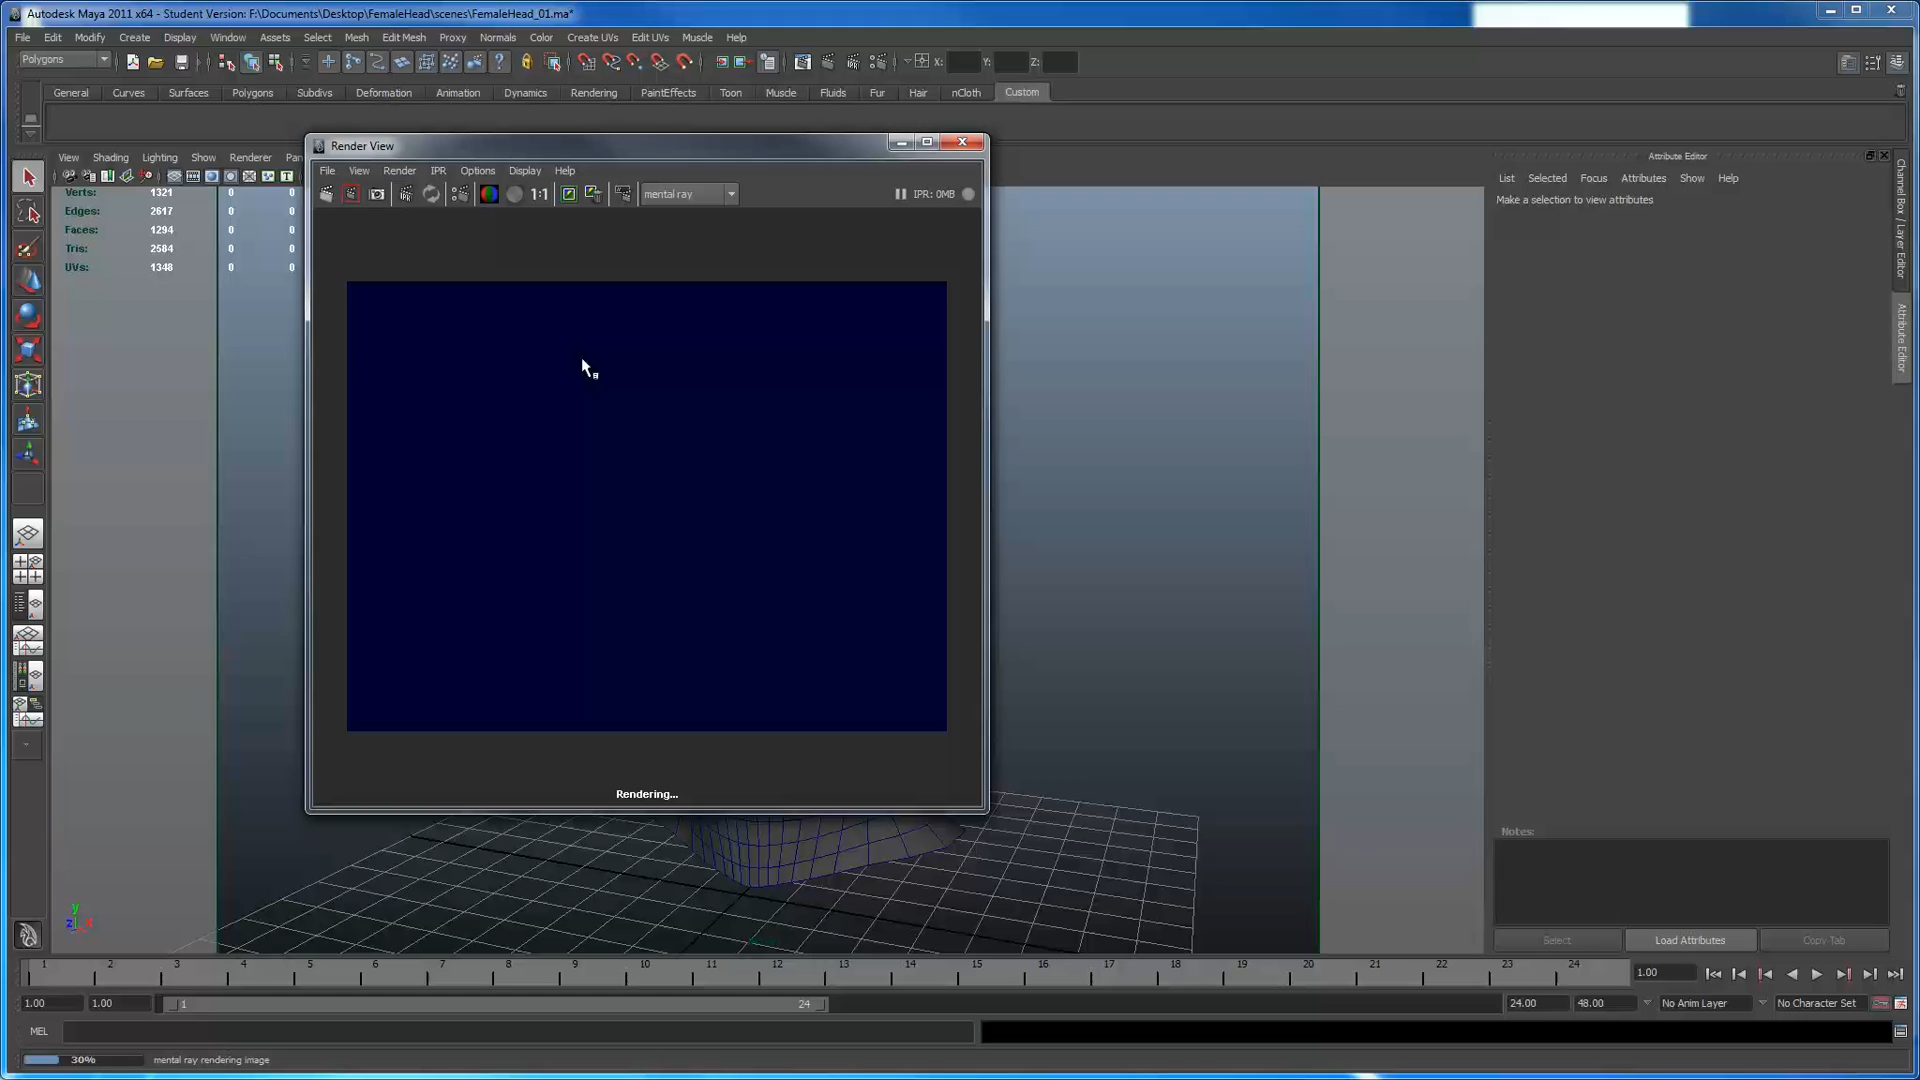 Autodesk Maya 2011 x64 - Student Version: F:\Documents\Desktop\FemaleHead\scenes\FemaleHead_01.ma*
File Edit Modify Create Display Window Assets Select Mesh Edit Mesh Proxy Normals Color Create UVs Edit UVs Muscle Help
Polygons X: Y: Z:
General Curves Surfaces Polygons Subdivs Deformation Animation Dynamics Rendering PaintEffects Toon Muscle Fluids Fur Hair nCloth Custom
Render View
View Shading Lighting Show Renderer Pan
File View Render IPR Options Display Help
1:1 mental ray IPR: 0MB
Verts: 1321 0 0
Edges: 2617 0 0
Faces: 1294 0 0
Tris: 2584 0 0
UVs: 1348 0 0
Rendering...
Attribute Editor
List Selected Focus Attributes Show Help
Make a selection to view attributes
Channel Box / Layer Editor
Attribute Editor
Notes:
Select Load Attributes Copy Tab
y
z x
1 2 3 4 5 6 7 8 9 10 11 12 13 14 15 16 17 18 19 20 21 22 23 24 1.00
1.00 1.00 1 24 24.00 48.00 No Anim Layer No Character Set
MEL
30% mental ray rendering image